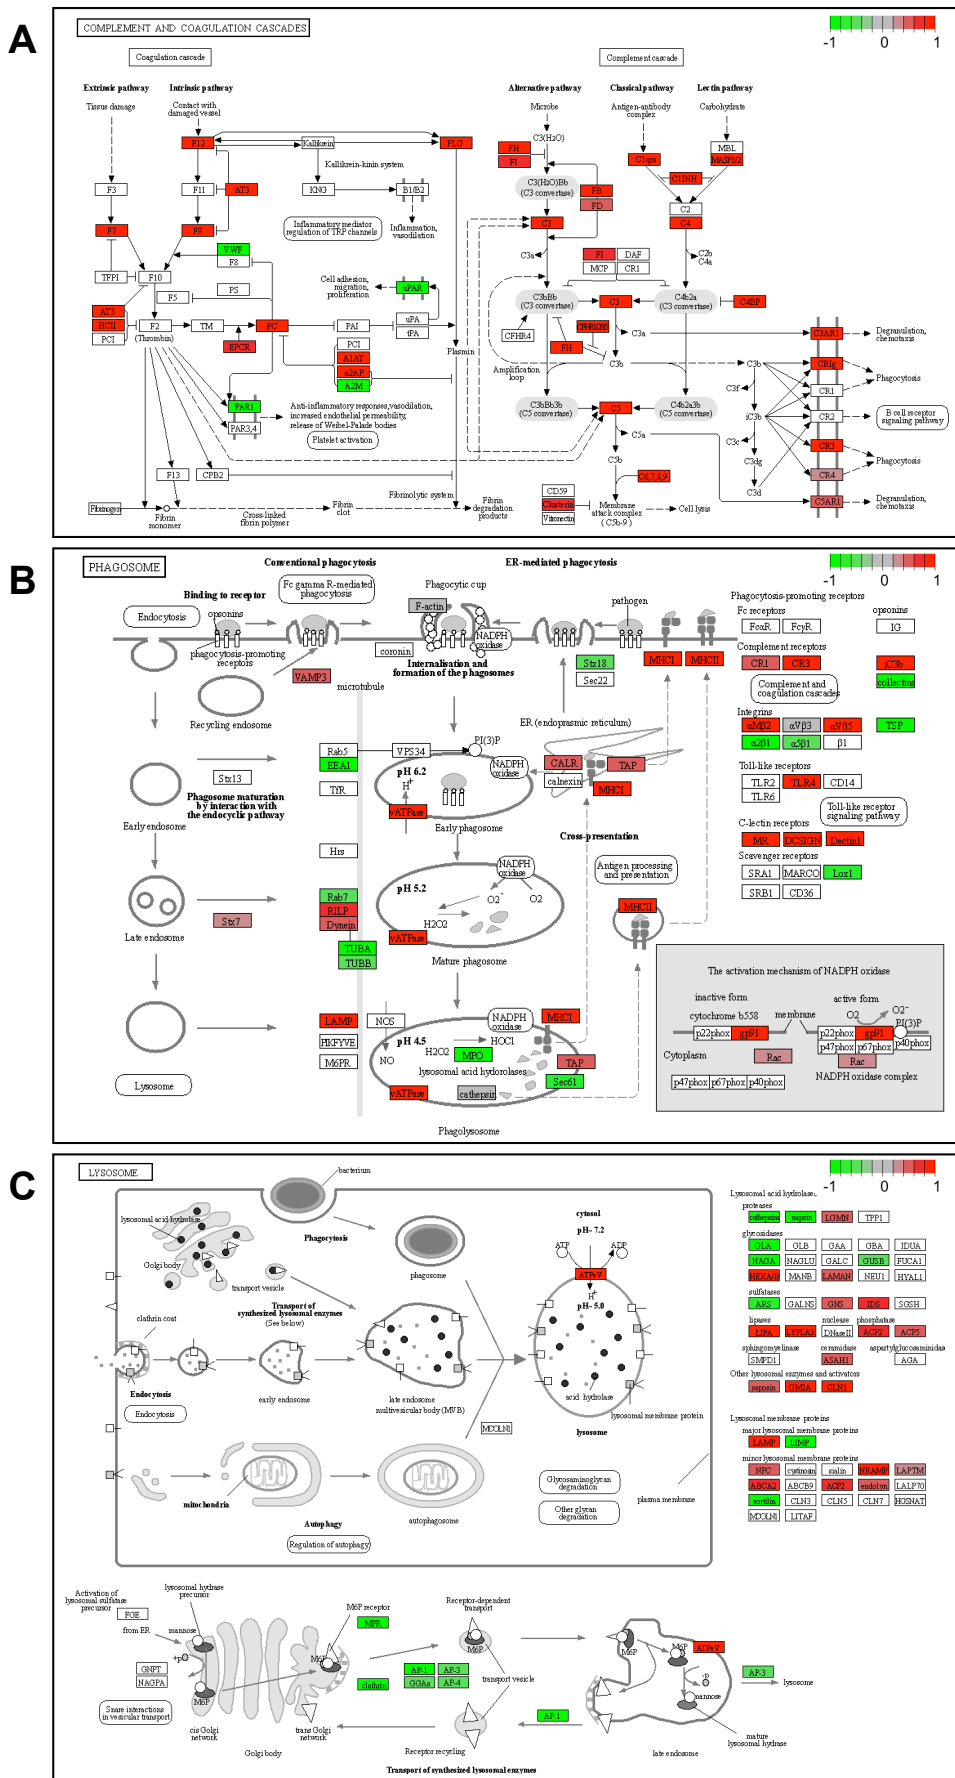 A
COMPLEMENT AND COAGULATION CASCADES
-1 0 1
Coagulation cascade
Complement cascade
Extrinsic pathway
Intrinsic pathway
Alternative pathway
Classical pathway
Lectin pathway
Tissue damage
Contact with
damaged vessel
Microbe
Antigen-antibody
complex
Carbohydrate
F12
Kallikrein
PLG
C3(H2O)
FH
FI
C1qrs
MBL
MASP1/2
Kallikrein-kinin system
C1INH
F3
F11
AT3
KNG
B1/B2
C3(H2O)Bb
(C3 convertase)
FB
FD
C2
C4
F7
F9
Inflammatory mediator
regulation of TRP channels
Inflammation,
vasodilation
C3
VWF
F8
C3a
FI
DAF
MCP
CR1
C2b
C4a
TFPI
F10
Cell adhesion,
migration,
proliferation
uPAR
F5
PS
C3bBb
(C3 convertase)
C3
C4b2a
(C3 convertase)
C4BP
AT3
HCII
PCI
F2
(Thrombin)
TM
PC
PAI
uPA
tPA
CFHR4
C3a
C3AR1
Degranulation,
chemotaxis
EPCR
PCI
A1AT
α2AP
A2M
Plasmin
FH
C3b
Amplification
loop
C3b
CRIg
Phagocytosis
C3f
CR1
PAR1
PAR3,4
Anti-inflammatory responses, vasodilation,
increased endothelial permeability,
release of Weibel-Palade bodies
Platelet activation
C3bBb3b
(C5 convertase)
C5
C4b2a3b
(C5 convertase)
iC3b
CR2
B cell receptor
signaling pathway
C5a
C3c
CR3
C5b
C3dg
Phagocytosis
F13
CPB2
Fibrinolytic system
C6,7,8,9
CR4
C3d
CD59
Clusterin
Vitronectin
Membrane
attack complex
(C5b-9)
Cell lysis
C5AR1
Degranulation,
chemotaxis
Fibrinogen
Fibrin
monomer
Cross-linked
fibrin polymer
Fibrin
clot
Fibrin
degradation
products
B
PHAGOSOME
-1 0 1
Conventional phagocytosis
ER-mediated phagocytosis
Binding to receptor
Fc gamma R-mediated
phagocytosis
Phagocytic cup
Phagocytosis-promoting receptors
Fc receptors
opsonins
Endocytosis
opsonins
F-actin
NADPH
oxidase
pathogen
FcαR
FcγR
IG
phagocytosis-promoting
receptors
coronin
Internalisation and
formation of the phagosomes
Stx18
Sec22
MHCI
MHCII
Complement receptors
CR1
CR3
iC3b
collectins
VAMP3
microtubule
Complement and
coagulation cascades
Recycling endosome
ER (endoprasmic reticulum)
Integrins
αMβ2
αVβ3
αVβ5
TSP
α2β1
α5β1
β1
Rab5
EEA1
VPS34
PI(3)P
NADPH
oxidase
CALR
calnexin
TAP
MHCI
Stx13
TfR
pH 6.2
H+
vATPase
Phagosome maturation
by interaction with
the endocyclic pathway
Early phagosome
Early endosome
Toll-like receptors
TLR2
TLR4
CD14
TLR6
Toll-like receptor
signaling pathway
Cross-presentation
C-lectin receptors
MR
DCSIGN
Dectin1
Hrs
Antigen processing
and presentation
Scavenger receptors
SRA1
MARCO
Lox1
SRB1
CD36
NADPH
oxidase
pH 5.2
O2-
O2
H2O2
MHCII
Rab7
RILP
Dynein
Stx7
vATPase
Late endosome
TUBA
TUBB
Mature phagosome
The activation mechanism of NADPH oxidase
inactive form
active form
cytochrome b558
membrane
O2
O2-
PI(3)P
p22phox
gp91
p22phox
gp91
p47phox
p67phox
p40phox
Cytoplasm
Rac
Rac
NADPH oxidase complex
p47phox
p67phox
p40phox
LAMP
PIKFYVE
M6PR
NOS
NO
NADPH
oxidase
MHCI
pH 4.5
HOCl
H2O2
MPO
TAP
lysosomal acid hydorolases
Sec61
vATPase
cathepsin
Lysosome
Phagolysosome
C
LYSOSOME
-1 0 1
bacterium
Lysosomal acid hydrolases
proteases
cathepsins
napsin
LGMN
TPP1
lysosomal acid hydrolase
cytosol
pH~ 7.2
Phagocytosis
ATP
ADP
Golgi body
phagosome
ATPeV
H+
pH~ 5.0
transport vesicle
glycosidases
GLA
GLB
GAA
GBA
IDUA
NAGA
NAGLU
GALC
GUSB
FUCA1
HEXA/B
MANB
LAMAN
NEU1
HYAL1
sulfatases
ARS
GALNS
GNS
IDS
SGSH
Transport of
synthesized lysosomal enzymes
(See below)
clathrin coat
lipases
nuclease
phosphatase
LIPA
LYPLA3
DNaseII
ACP2
ACP5
sphingomyelinase
ceramidase
aspartylglucosaminidas
SMPD1
ASAH1
AGA
Endocytosis
Endocytosis
early endosome
late endosome
multivesicular body (MVB)
acid hydrolase
lysosomal membrane protein
lysosome
MCOLN1
Other lysosomal enzymes and activators
saposin
GM2A
CLN1
Lysosomal membrane proteins
major lysosomal membrane proteins
LAMP
LIMP
minor lysosomal membrane proteins
NPC
cystinosin
sialin
NRAMP
LAPTM
ABCA2
ABCB9
ACP2
endolyn
LALP70
sortilin
CLN3
CLN5
CLN7
HGSNAT
MCOLN1
LITAF
Glycosaminoglycan
degradation
Other glycan
degradation
plasma membrane
mitochondria
Autophagy
autophagosome
Regulation of autophagy
Activation of
lysosomal sulfatase
precursor
FGE
lysosomal hydrase
precursor
M6P receptor
MPR
Receptor-dependent
transport
from ER
mannose
+p
M6P
M6P
M6P
M6P
ATPeV
GNPT
NAGPA
M6P
clathrin
AP-1
AP-3
GGAs
AP-4
transport vesicle
-p
mannose
AP-3
lysosome
Snare interactions
in vesicular transport
cis Golgi
network
trans Golgi
network
AP-1
mature
lysosomal hydrase
Golgi body
Receptor recycling
late endosome
Transport of synthesized lysosomal enzymes